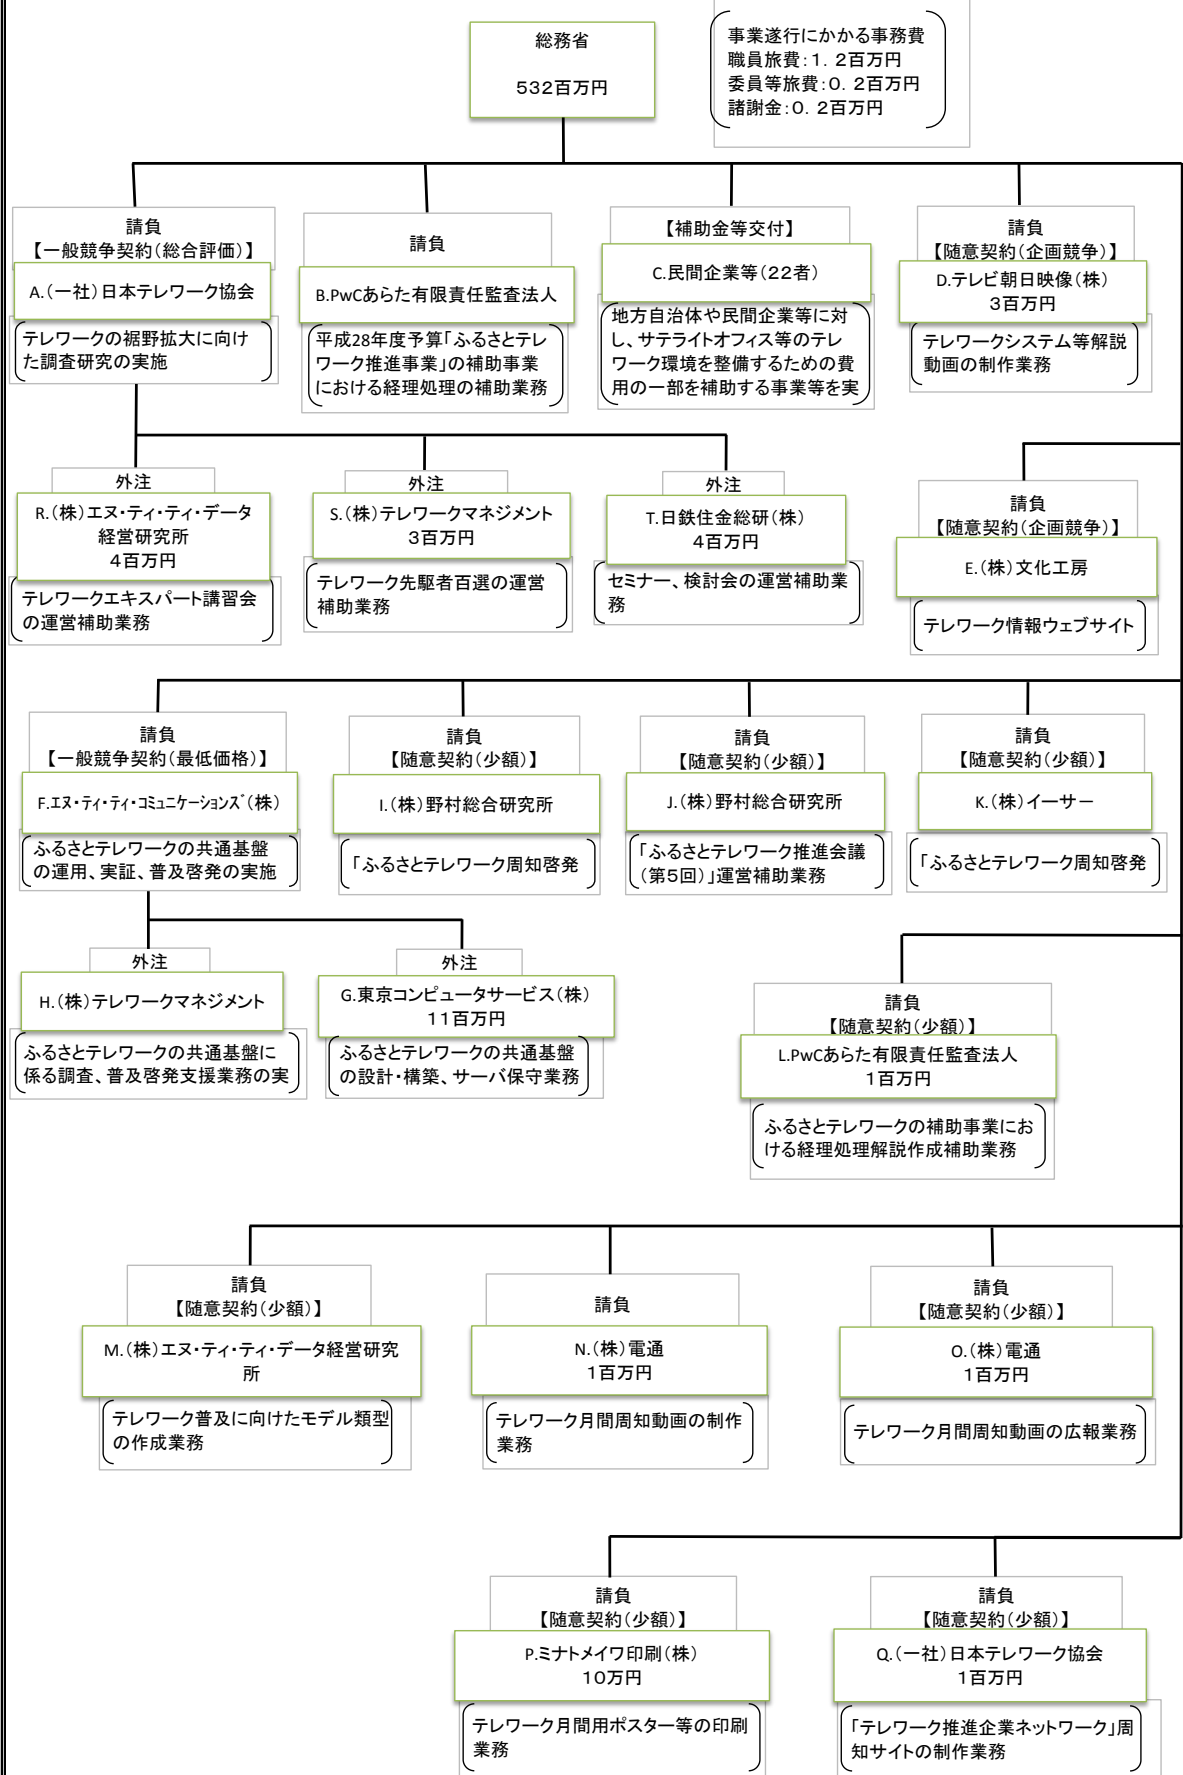 総務省
532百万円
事業遂行にかかる事務費
職員旅費:1.2百万円
委員等旅費:0.2百万円
諸謝金:0.2百万円
請負
【一般競争契約(総合評価)】
A.(一社)日本テレワーク協会
テレワークの裾野拡大に向け
た調査研究の実施
請負
B.PwCあらた有限責任監査法人
平成28年度予算「ふるさとテレ
ワーク推進事業」の補助事業
における経理処理の補助業務
【補助金等交付】
C.民間企業等(22者)
地方自治体や民間企業等に対
し、サテライトオフィス等のテレ
ワーク環境を整備するための費
用の一部を補助する事業等を実
請負
【随意契約(企画競争)】
D.テレビ朝日映像(株)
3百万円
テレワークシステム等解説
動画の制作業務
外注
R.(株)エヌ・ティ・ティ・データ
経営研究所
4百万円
テレワークエキスパート講習会
の運営補助業務
外注
S.(株)テレワークマネジメント
3百万円
テレワーク先駆者百選の運営
補助業務
外注
T.日鉄住金総研(株)
4百万円
セミナー、検討会の運営補助業
務
請負
【随意契約(企画競争)】
E.(株)文化工房
テレワーク情報ウェブサイト
請負
【一般競争契約(最低価格)】
F.エヌ・ティ・ティ・コミュニケーションズ(株)
ふるさとテレワークの共通基盤
の運用、実証、普及啓発の実施
請負
【随意契約(少額)】
I.(株)野村総合研究所
「ふるさとテレワーク周知啓発
請負
【随意契約(少額)】
J.(株)野村総合研究所
「ふるさとテレワーク推進会議
(第5回)」運営補助業務
請負
【随意契約(少額)】
K.(株)イーサー
「ふるさとテレワーク周知啓発
外注
H.(株)テレワークマネジメント
ふるさとテレワークの共通基盤に
係る調査、普及啓発支援業務の実
外注
G.東京コンピュータサービス(株)
11百万円
ふるさとテレワークの共通基盤
の設計・構築、サーバ保守業務
請負
【随意契約(少額)】
L.PwCあらた有限責任監査法人
1百万円
ふるさとテレワークの補助事業にお
ける経理処理解説作成補助業務
請負
【随意契約(少額)】
M.(株)エヌ・ティ・ティ・データ経営研究
所
テレワーク普及に向けたモデル類型
の作成業務
請負
N.(株)電通
1百万円
テレワーク月間周知動画の制作
業務
請負
【随意契約(少額)】
O.(株)電通
1百万円
テレワーク月間周知動画の広報業務
請負
【随意契約(少額)】
P.ミナトメイワ印刷(株)
10万円
テレワーク月間用ポスター等の印刷
業務
請負
【随意契約(少額)】
Q.(一社)日本テレワーク協会
1百万円
「テレワーク推進企業ネットワーク」周
知サイトの制作業務